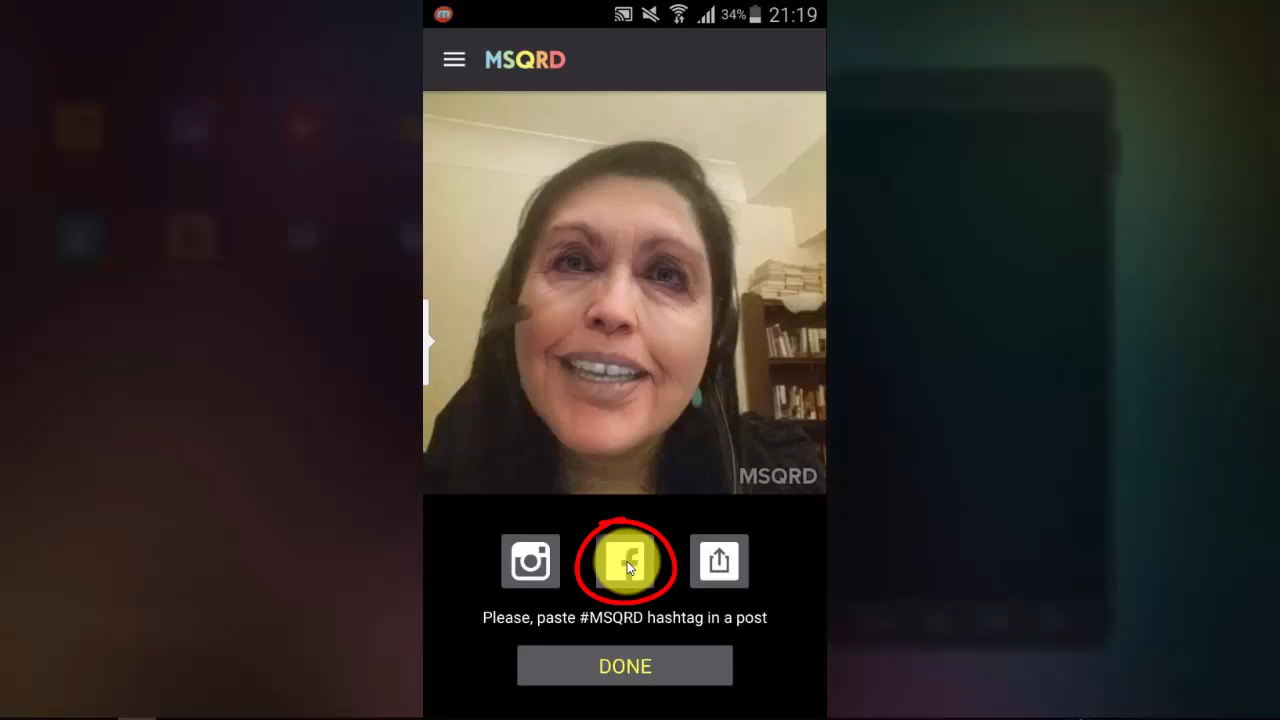 34% 21:19
MSQRD
MSQRD
Please, paste #MSQRD hashtag in a post
DONE